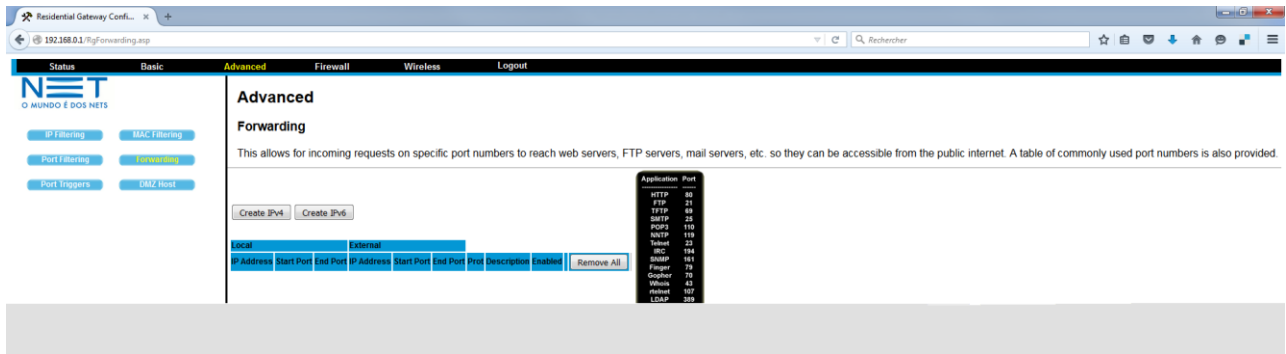 Residential Gateway Confi...
192.168.0.1/RgForwarding.asp
Rechercher
Status Basic Advanced Firewall Wireless Logout
NET
O MUNDO É DOS NETS
IP Filtering MAC Filtering
Port Filtering Forwarding
Port Triggers DMZ Host
Advanced
Forwarding
This allows for incoming requests on specific port numbers to reach web servers, FTP servers, mail servers, etc. so they can be accessible from the public internet. A table of commonly used port numbers is also provided.
Create IPv4 Create IPv6
Local External
IP Address Start Port End Port IP Address Start Port End Port Prot Description Enabled Remove All
Application Port
HTTP 80
FTP 21
TFTP 69
SMTP 25
POP3 110
NNTP 119
Telnet 23
IRC 194
SNMP 161
Finger 79
Gopher 70
Whois 43
rtelnet 107
LDAP 389